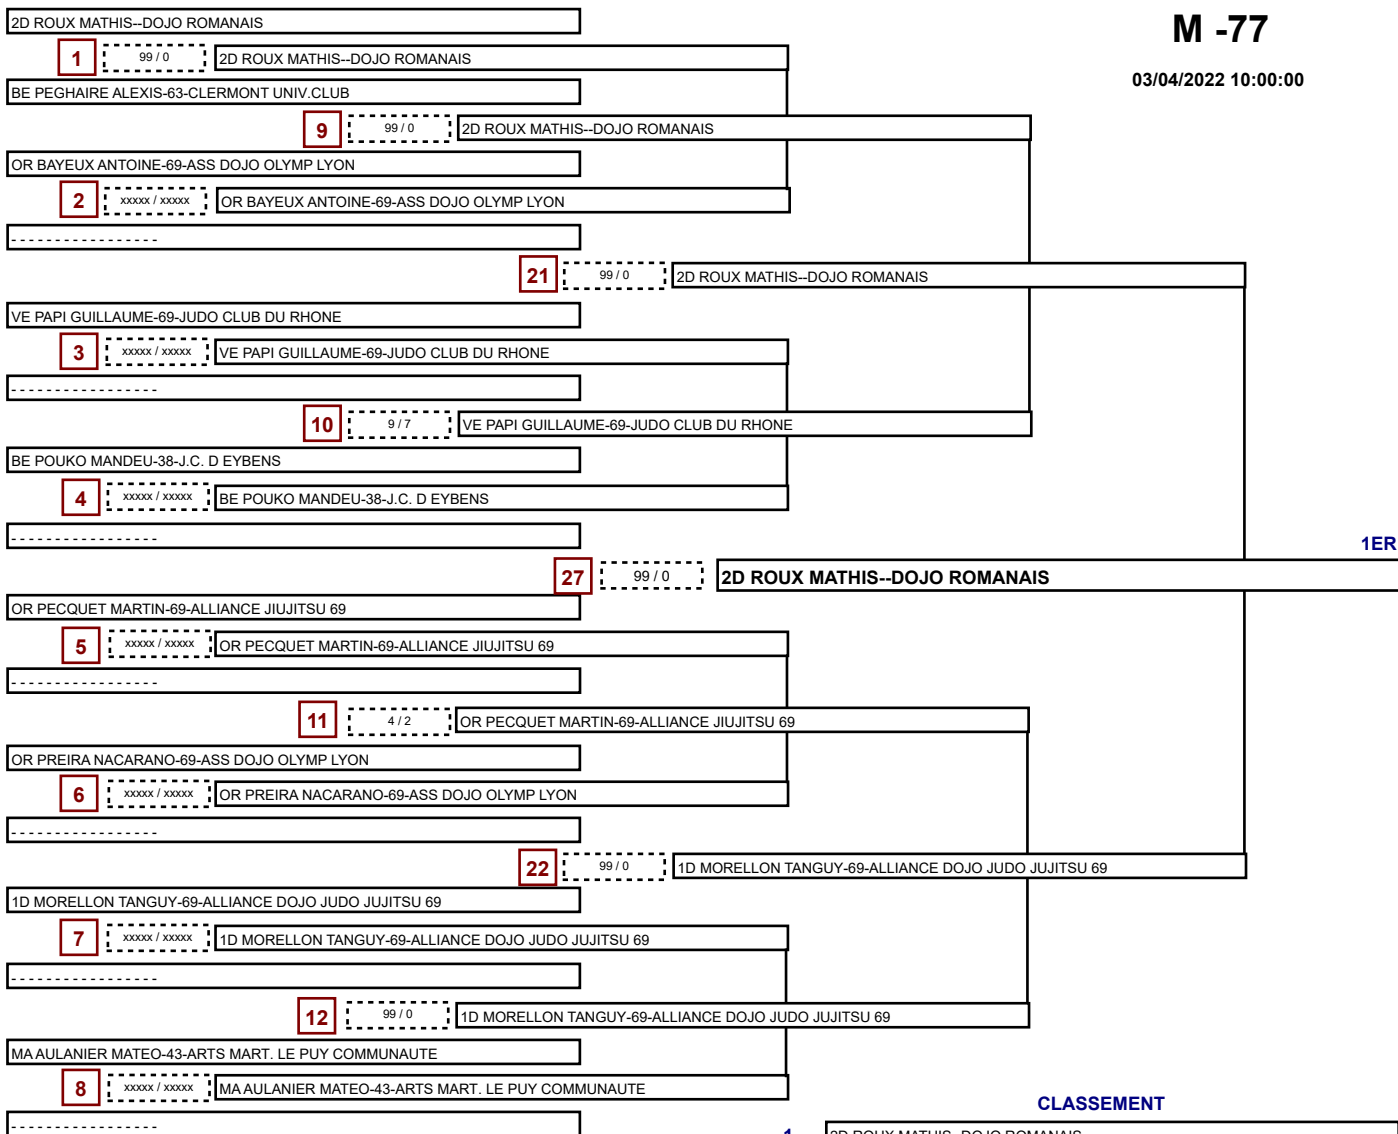 2D ROUX MATHIS--DOJO ROMANAIS
M -77
1 99 / 0 2D ROUX MATHIS--DOJO ROMANAIS
03/04/2022 10:00:00
BE PEGHAIRE ALEXIS-63-CLERMONT UNIV.CLUB
9 99 / 0 2D ROUX MATHIS--DOJO ROMANAIS
OR BAYEUX ANTOINE-69-ASS DOJO OLYMP LYON
2 xxxxx / xxxxx OR BAYEUX ANTOINE-69-ASS DOJO OLYMP LYON
- - - - - - - - - - - - - - - - -
21 99 / 0 2D ROUX MATHIS--DOJO ROMANAIS
VE PAPI GUILLAUME-69-JUDO CLUB DU RHONE
3 xxxxx / xxxxx VE PAPI GUILLAUME-69-JUDO CLUB DU RHONE
- - - - - - - - - - - - - - - - -
10 9 / 7 VE PAPI GUILLAUME-69-JUDO CLUB DU RHONE
BE POUKO MANDEU-38-J.C. D EYBENS
4 xxxxx / xxxxx BE POUKO MANDEU-38-J.C. D EYBENS
- - - - - - - - - - - - - - - - -
1ER
27 99 / 0 2D ROUX MATHIS--DOJO ROMANAIS
OR PECQUET MARTIN-69-ALLIANCE JIUJITSU 69
5 xxxxx / xxxxx OR PECQUET MARTIN-69-ALLIANCE JIUJITSU 69
- - - - - - - - - - - - - - - - -
11 4 / 2 OR PECQUET MARTIN-69-ALLIANCE JIUJITSU 69
OR PREIRA NACARANO-69-ASS DOJO OLYMP LYON
6 xxxxx / xxxxx OR PREIRA NACARANO-69-ASS DOJO OLYMP LYON
- - - - - - - - - - - - - - - - -
22 99 / 0 1D MORELLON TANGUY-69-ALLIANCE DOJO JUDO JUJITSU 69
1D MORELLON TANGUY-69-ALLIANCE DOJO JUDO JUJITSU 69
7 xxxxx / xxxxx 1D MORELLON TANGUY-69-ALLIANCE DOJO JUDO JUJITSU 69
- - - - - - - - - - - - - - - - -
12 99 / 0 1D MORELLON TANGUY-69-ALLIANCE DOJO JUDO JUJITSU 69
MA AULANIER MATEO-43-ARTS MART. LE PUY COMMUNAUTE
8 xxxxx / xxxxx MA AULANIER MATEO-43-ARTS MART. LE PUY COMMUNAUTE
CLASSEMENT
- - - - - - - - - - - - - - - - -
1 2D ROUX MATHIS--DOJO ROMANAIS